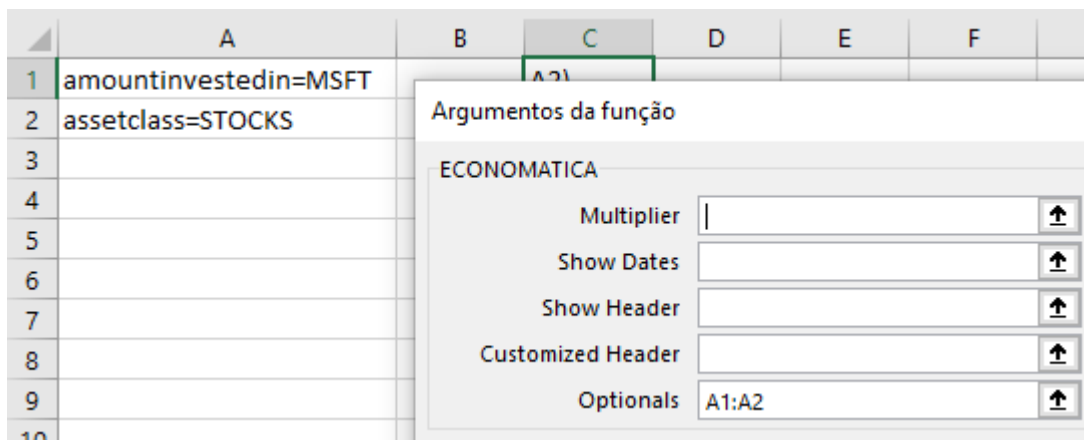 A B C D E F
1 amountinvestedin=MSFT A2)
2 assetclass=STOCKS
3
4
5
6
7
8
9
10
Argumentos da função
ECONOMATICA
Multiplier
Show Dates
Show Header
Customized Header
Optionals A1:A2